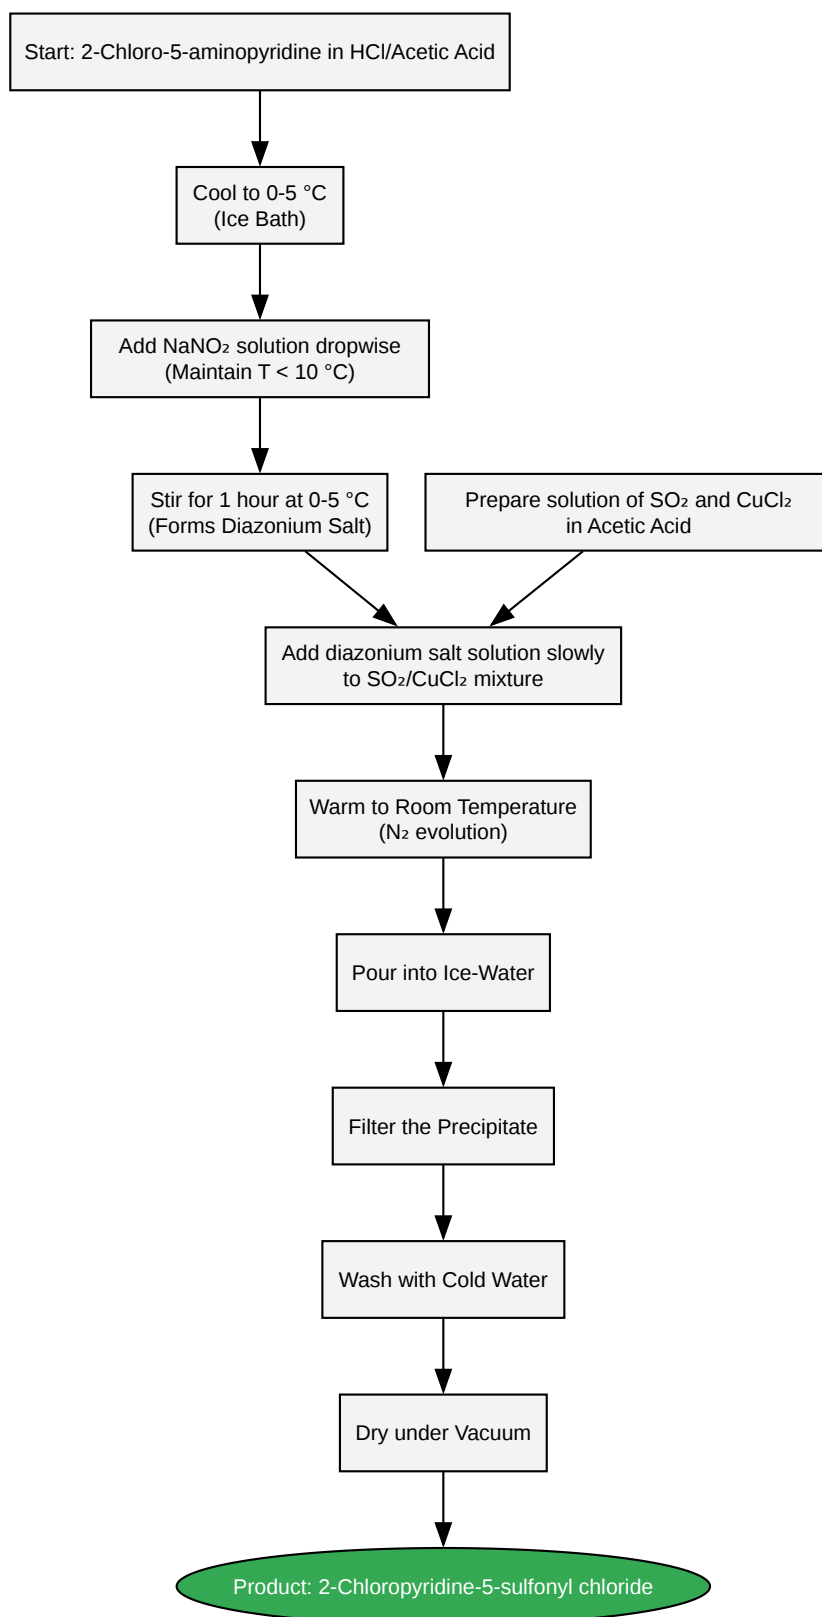 Start: 2-Chloro-5-aminopyridine in HCl/Acetic Acid
Cool to 0-5 °C
(Ice Bath)
Add NaNO₂ solution dropwise
(Maintain T < 10 °C)
Stir for 1 hour at 0-5 °C
(Forms Diazonium Salt)
Prepare solution of SO₂ and CuCl₂
in Acetic Acid
Add diazonium salt solution slowly
to SO₂/CuCl₂ mixture
Warm to Room Temperature
(N₂ evolution)
Pour into Ice-Water
Filter the Precipitate
Wash with Cold Water
Dry under Vacuum
Product: 2-Chloropyridine-5-sulfonyl chloride